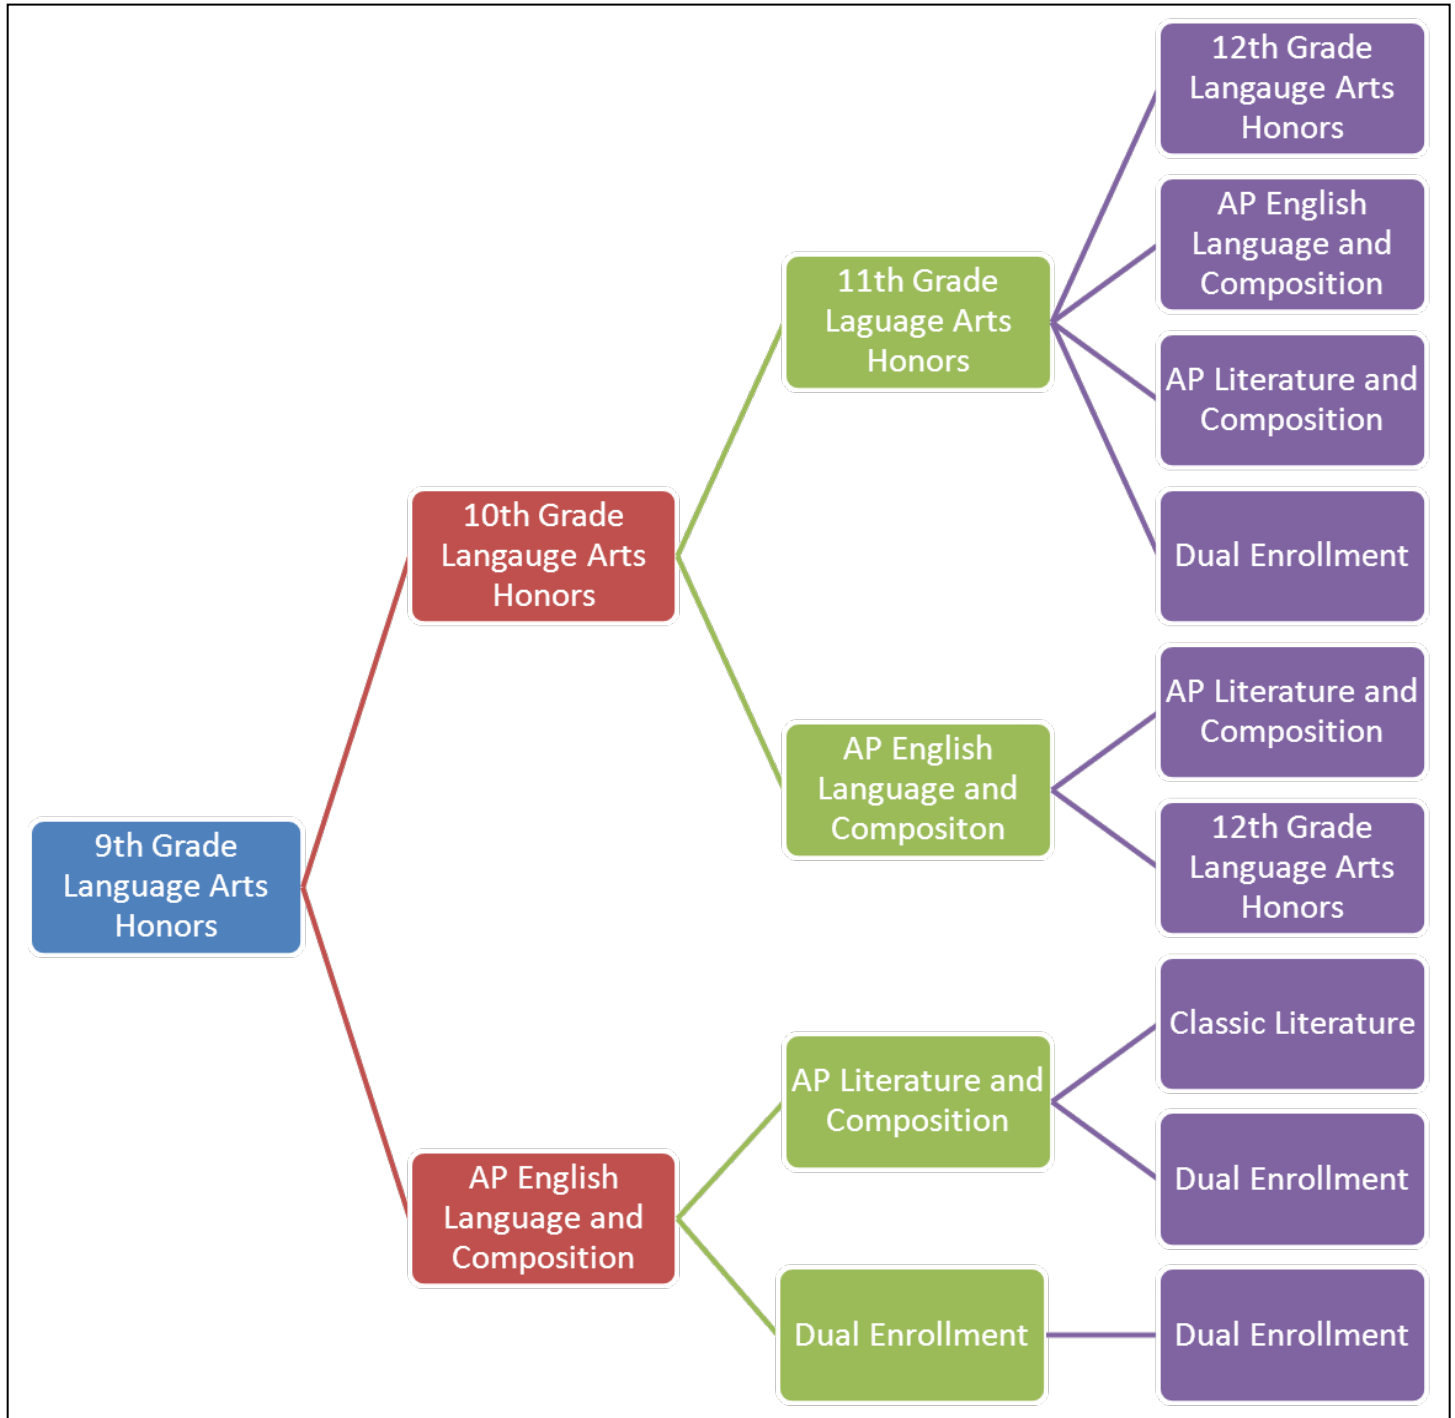 9th Grade
Language Arts
Honors
10th Grade
Langauge Arts
Honors
AP English
Language and
Composition
11th Grade
Laguage Arts
Honors
AP English
Language and
Compositon
AP Literature and
Composition
Dual Enrollment
12th Grade
Langauge Arts
Honors
AP English
Language and
Composition
AP Literature and
Composition
Dual Enrollment
AP Literature and
Composition
12th Grade
Language Arts
Honors
Classic Literature
Dual Enrollment
Dual Enrollment